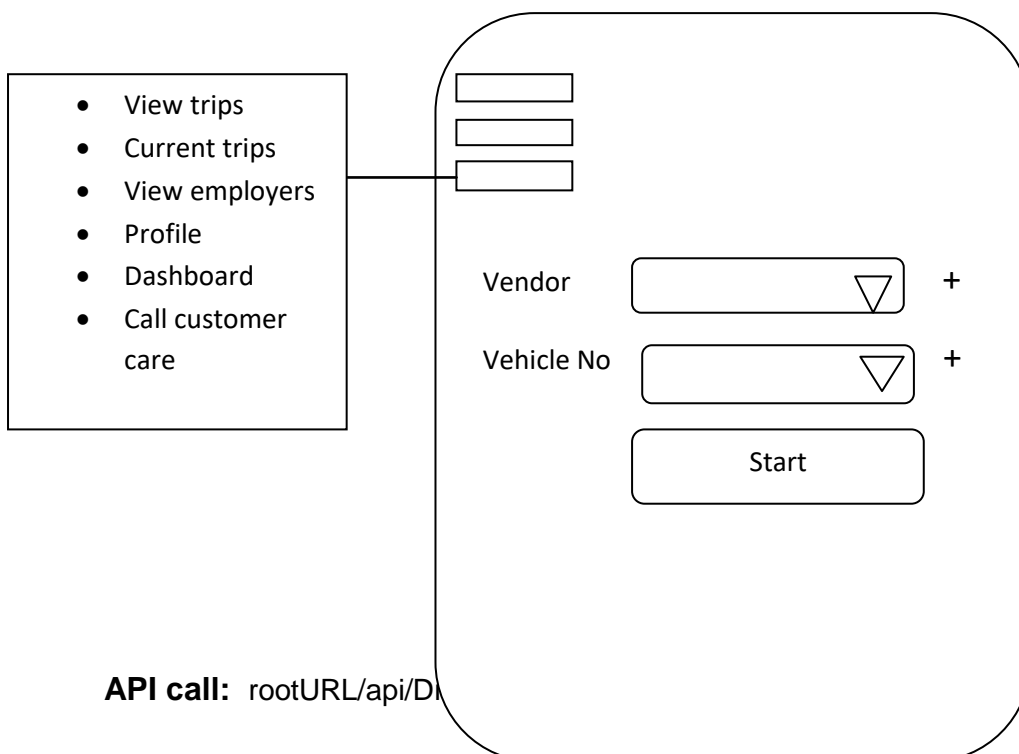 • View trips
• Current trips
• View employers
• Profile
• Dashboard
• Call customer
care
Vendor +
Vehicle No +
Start
API call: rootURL/api/